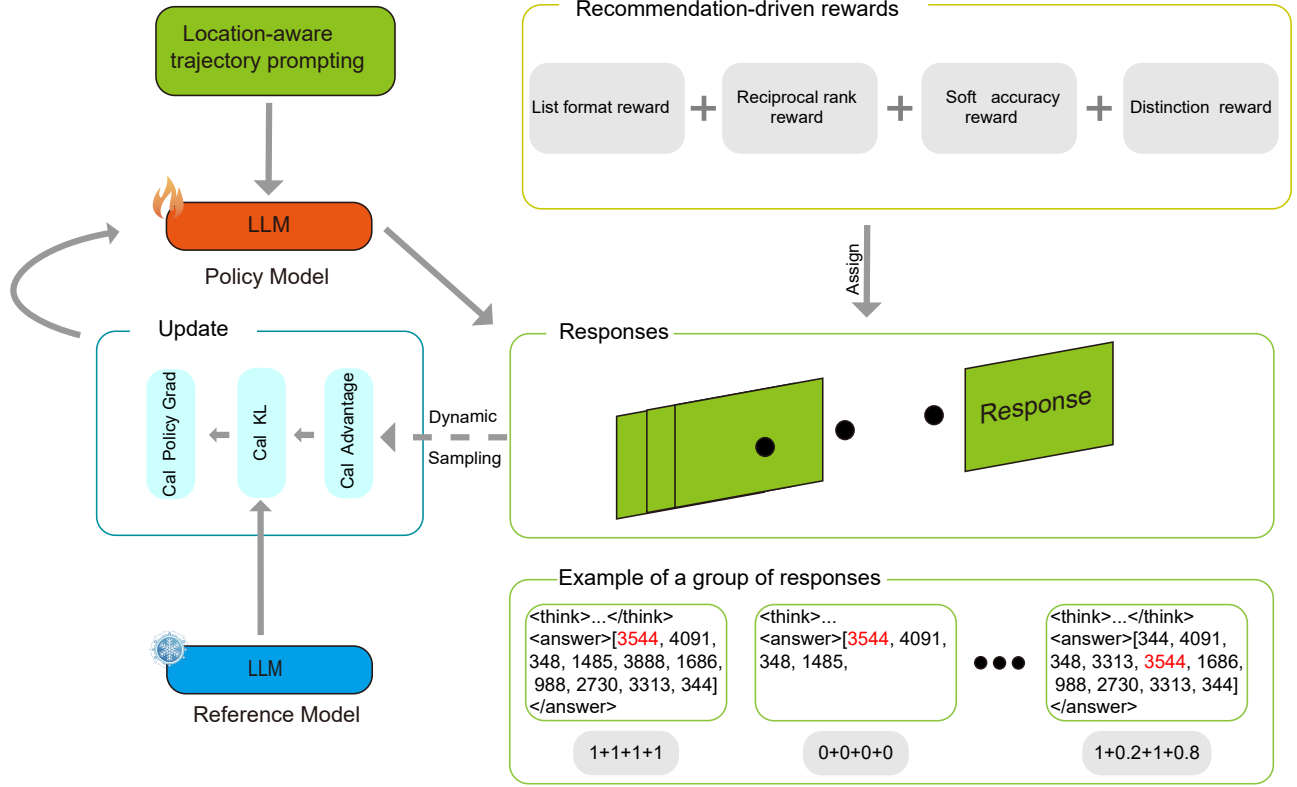 Location-aware
trajectory prompting
LLM
Policy Model
Update
Cal Policy Grad
Cal KL
Cal Advantage
Dynamic
Sampling
LLM
Reference Model
Recommendation-driven rewards
List format reward
+
Reciprocal rank
reward
+
Soft accuracy
reward
+
Distinction reward
Assign
Responses
Response
Example of a group of responses
<think>...</think>
<answer>[3544, 4091,
348, 1485, 3888, 1686,
988, 2730, 3313, 344]
</answer>
1+1+1+1
<think>...
<answer>[3544, 4091,
348, 1485,
0+0+0+0
<think>...</think>
<answer>[344, 4091,
348, 3313, 3544, 1686,
988, 2730, 3313, 344]
</answer>
1+0.2+1+0.8